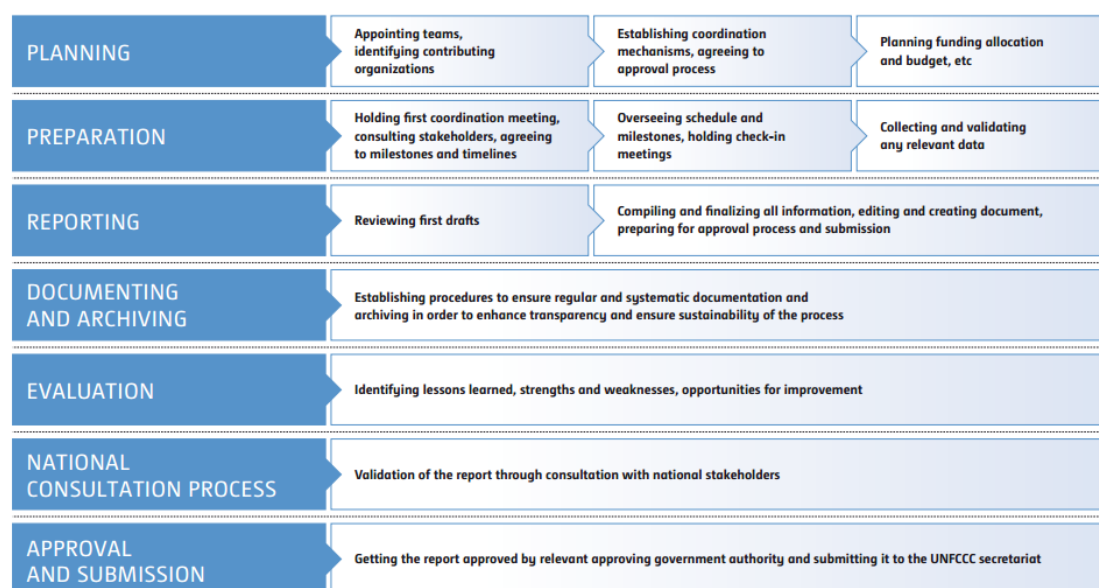 PLANNING
Appointing teams,
identifying contributing
organizations
Establishing coordination
mechanisms, agreeing to
approval process
Planning funding allocation
and budget, etc
PREPARATION
Holding first coordination meeting,
consulting stakeholders, agreeing
to milestones and timelines
Overseeing schedule and
milestones, holding check-in
meetings
Collecting and validating
any relevant data
REPORTING
Reviewing first drafts
Compiling and finalizing all information, editing and creating document,
preparing for approval process and submission
DOCUMENTING
AND ARCHIVING
Establishing procedures to ensure regular and systematic documentation and
archiving in order to enhance transparency and ensure sustainability of the process
EVALUATION
Identifying lessons learned, strengths and weaknesses, opportunities for improvement
NATIONAL
CONSULTATION PROCESS
Validation of the report through consultation with national stakeholders
APPROVAL
AND SUBMISSION
Getting the report approved by relevant approving government authority and submitting it to the UNFCCC secretariat